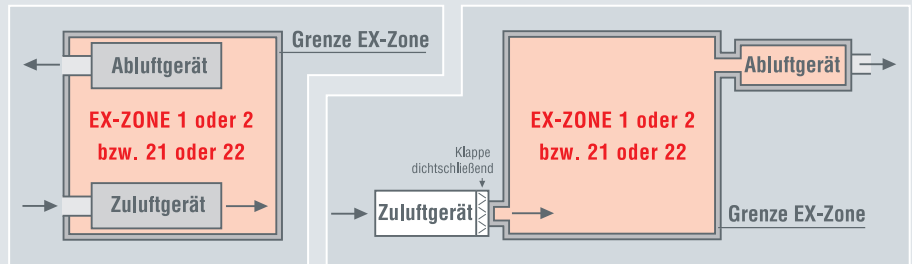 Grenze EX-Zone
Abluftgerät
EX-ZONE 1 oder 2
bzw. 21 oder 22
Zuluftgerät
Abluftgerät
EX-ZONE 1 oder 2
bzw. 21 oder 22
Klappe
dichtschließend
Zuluftgerät
Grenze EX-Zone